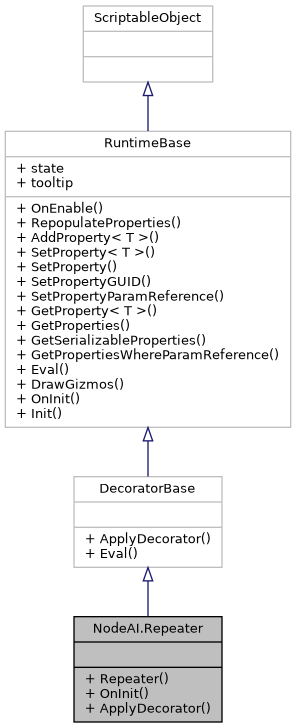 ScriptableObject
RuntimeBase
+ state
+ tooltip
+ OnEnable()
+ RepopulateProperties()
+ AddProperty< T >()
+ SetProperty< T >()
+ SetProperty()
+ SetPropertyGUID()
+ SetPropertyParamReference()
+ GetProperty< T >()
+ GetProperties()
+ GetSerializableProperties()
+ GetPropertiesWhereParamReference()
+ Eval()
+ DrawGizmos()
+ OnInit()
+ Init()
DecoratorBase
+ ApplyDecorator()
+ Eval()
NodeAI.Repeater
+ Repeater()
+ OnInit()
+ ApplyDecorator()